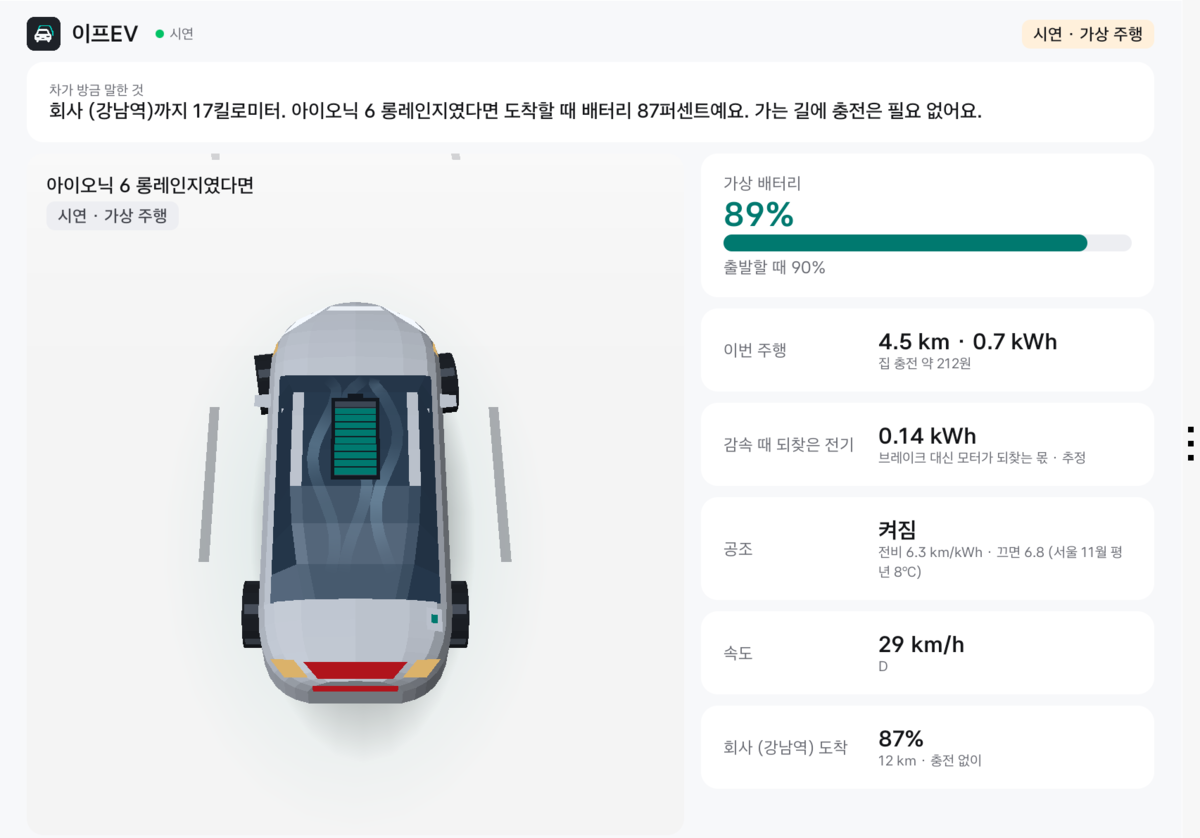 이프EV
시연
시연 · 가상 주행
차가 방금 말한 것
회사 (강남역)까지 17킬로미터. 아이오닉 6 롱레인지였다면 도착할 때 배터리 87퍼센트예요. 가는 길에 충전은 필요 없어요.
아이오닉 6 롱레인지였다면
시연 · 가상 주행
가상 배터리
89%
출발할 때 90%
이번 주행
4.5 km · 0.7 kWh
집 충전 약 212원
감속 때 되찾은 전기
0.14 kWh
브레이크 대신 모터가 되찾는 몫 · 추정
공조
켜짐
전비 6.3 km/kWh · 끄면 6.8 (서울 11월 평
년 8°C)
속도
29 km/h
D
회사 (강남역) 도착
87%
12 km · 충전 없이